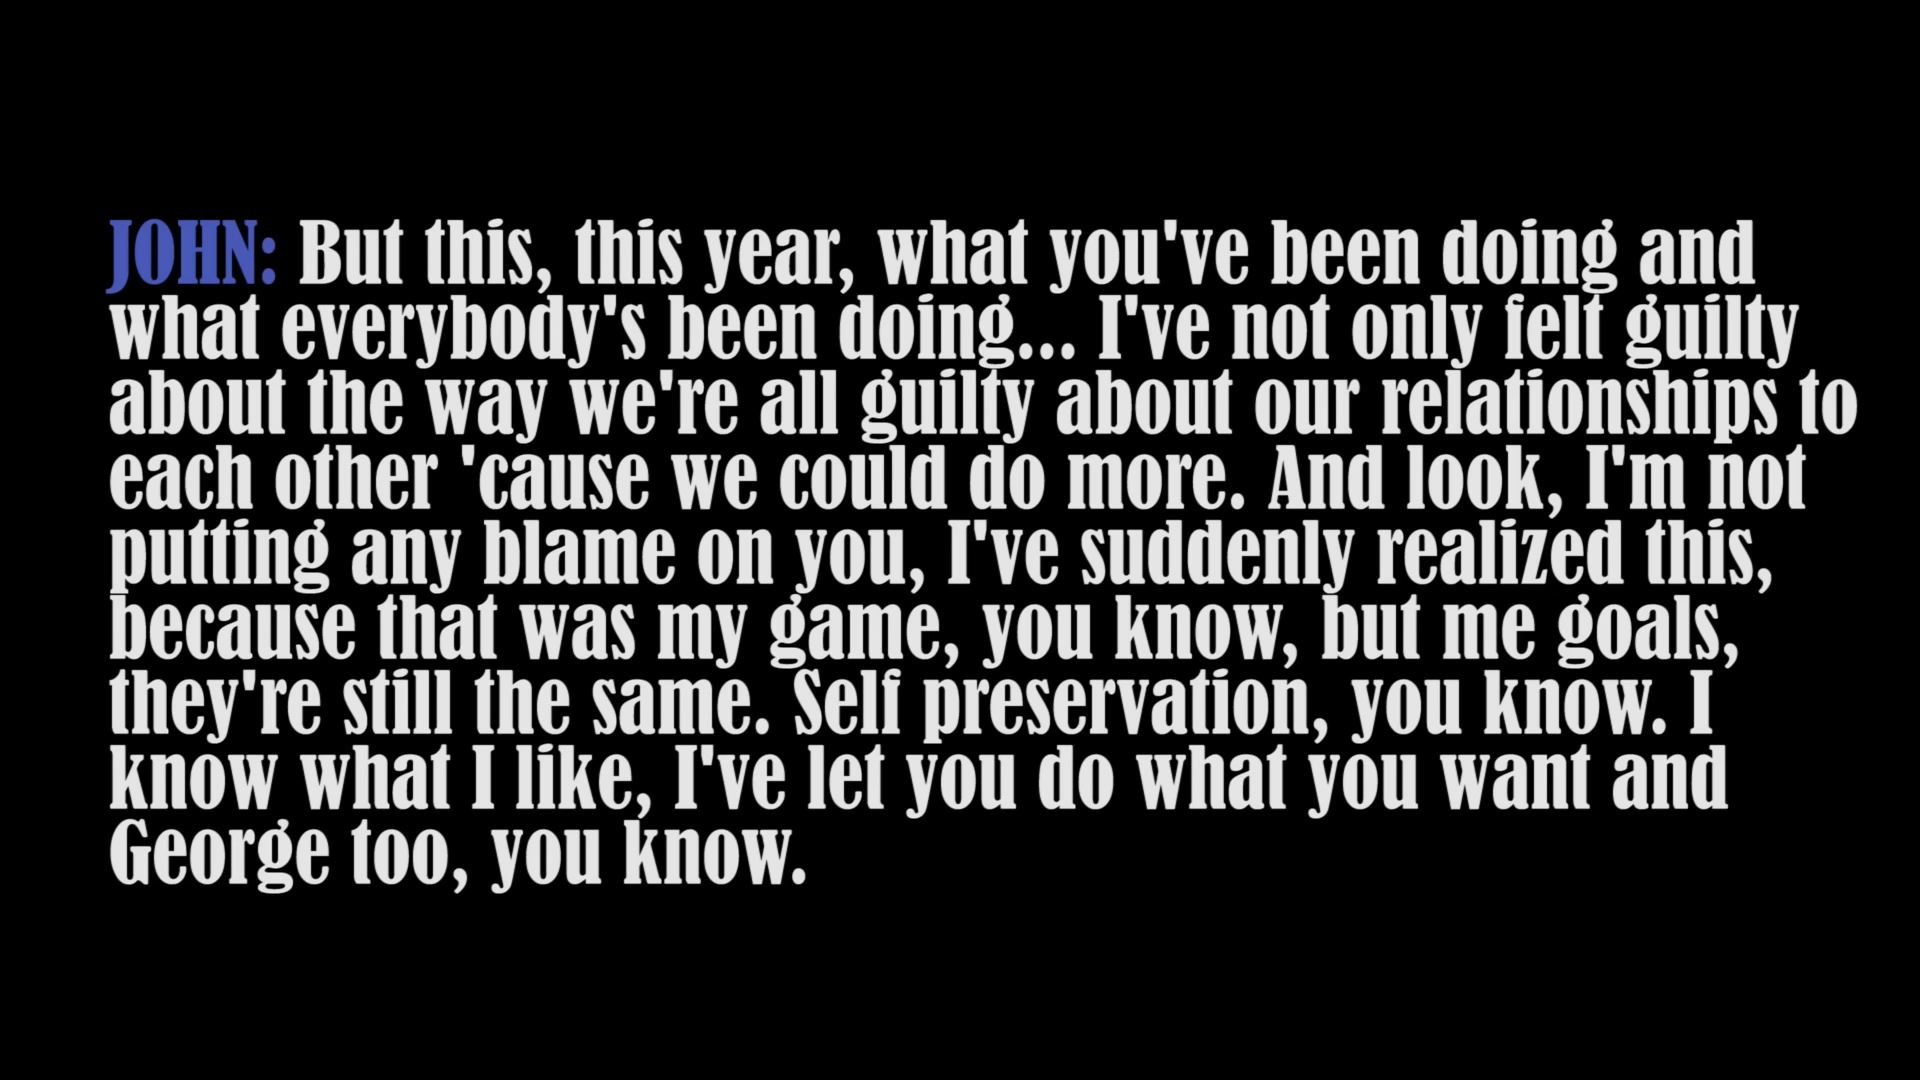 JOHN: But this, this year, what you've been doing and
what everybody's been doing... I've not only felt guilty
about the way we're all guilty about our relationships to
each other 'cause we could do more. And look, I'm not
putting any blame on you, I've suddenly realized this,
because that was my game, you know, but me goals,
they're still the same. Self preservation, you know. I
know what I like, I've let you do what you want and
George too, you know.